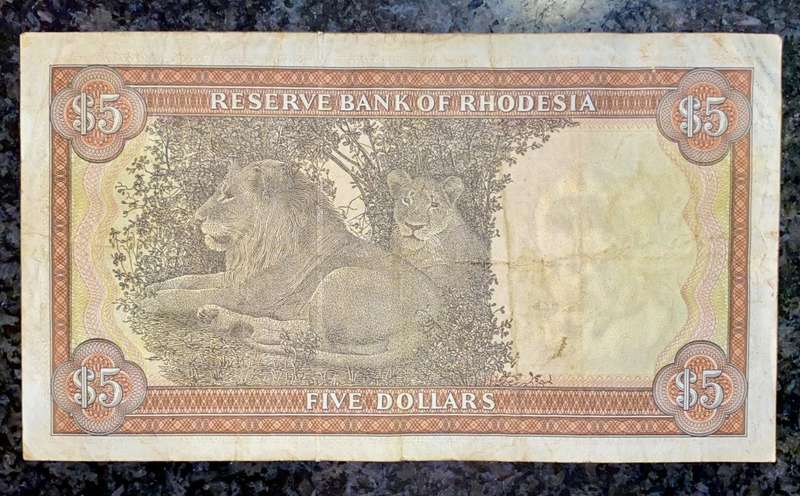 $5 RESERVE BANK OF RHODESIA $5
$5 FIVE DOLLARS $5